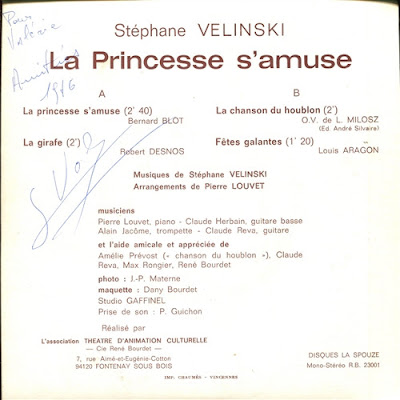 Pour
Valérie
Amitiés
1976
Stéphane VELINSKI
La Princesse s'amuse
A
La princesse s'amuse (2' 40)
Bernard BLOT
La girafe (2')
Robert DESNOS
B
La chanson du houblon (2')
O.V. de L. MILOSZ
(Ed André Silvaire)
Fêtes galantes (1' 20)
Louis ARAGON
Musiques de Stéphane VELINSKI
Arrangements de Pierre LOUVET
musiciens
Pierre Louvet, piano - Claude Herbain, guitare basse
Alain Jacôme, trompette - Claude Reva, guitare
et l'aide amicale et appréciée de
Amélie Prévost (« chanson du houblon »), Claude
Reva, Max Rongier, René Bourdet
photo : J.-P. Materne
maquette : Dany Bourdet
Studio GAFFINEL
Prise de son : P. Guichon
Réalisé par
L'association THEATRE D'ANIMATION CULTURELLE
— Cie René Bourdet —
7, rue Aimé-et-Eugénie-Cotton
94120 FONTENAY SOUS BOIS
DISQUES LA SPOUZE
Mono-Stéréo R.B. 23001
IMP. CHAUMÉS - VINCENNES